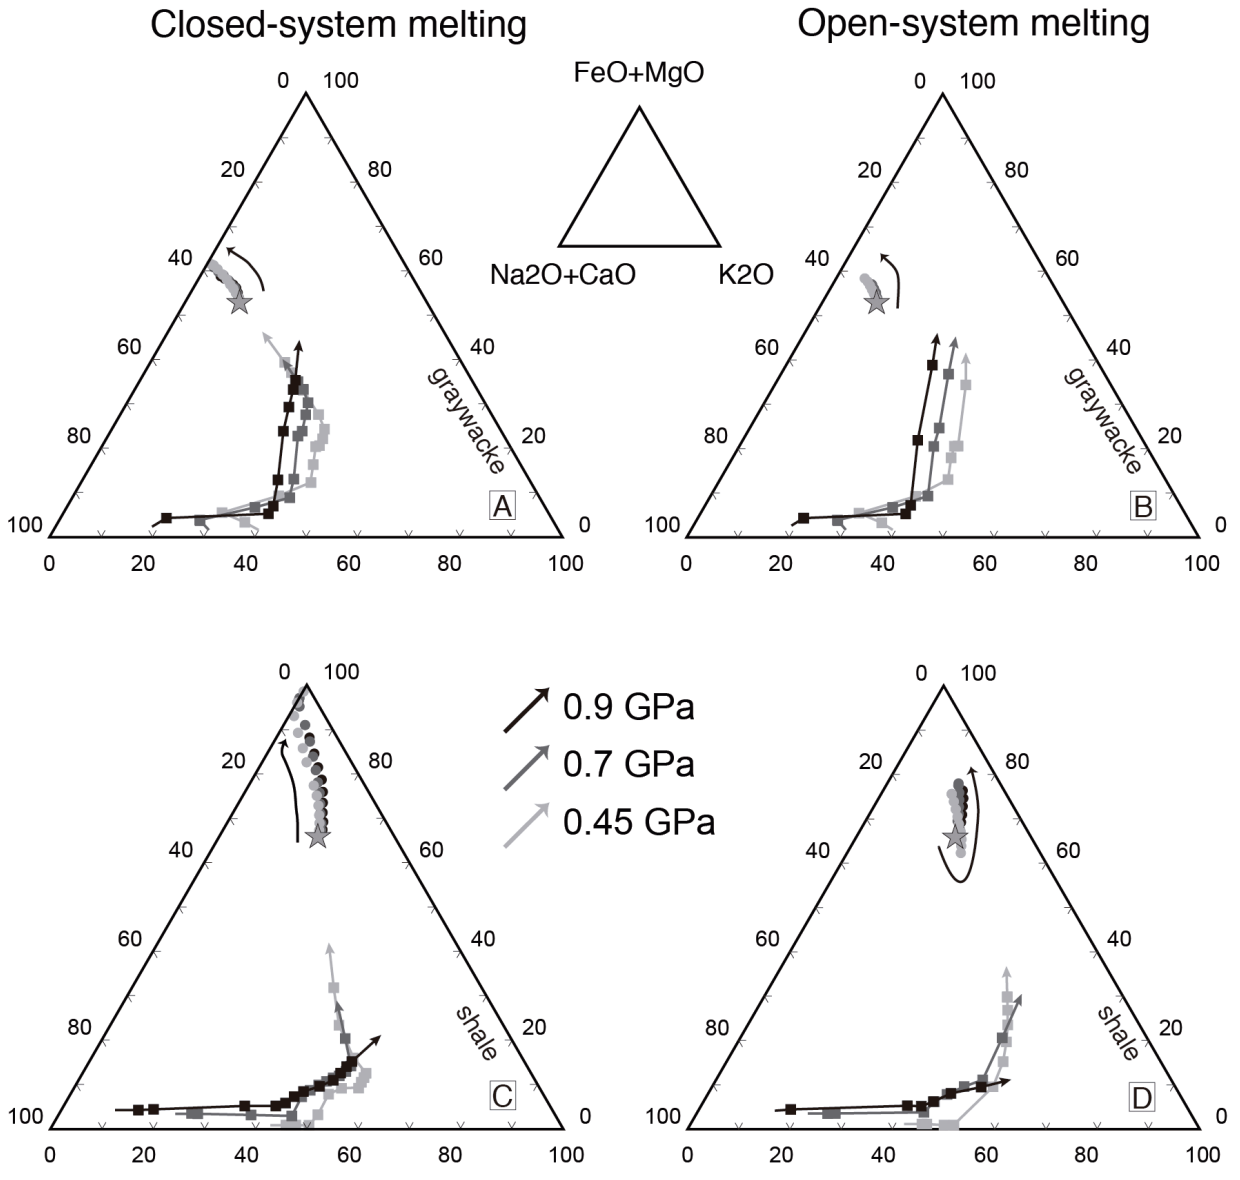 Closed-system melting
Open-system melting
FeO+MgO
Na2O+CaO
K2O
0 100
20 80
40 60
60 40
80 20
100 0
0 20 40 60 80 100
graywacke
A
0 100
20 80
40 60
60 40
80 20
100 0
0 20 40 60 80 100
graywacke
B
0.9 GPa
0.7 GPa
0.45 GPa
0 100
20 80
40 60
60 40
80 20
100 0
0 20 40 60 80 100
shale
C
0 100
20 80
40 60
60 40
80 20
100 0
0 20 40 60 80 100
shale
D